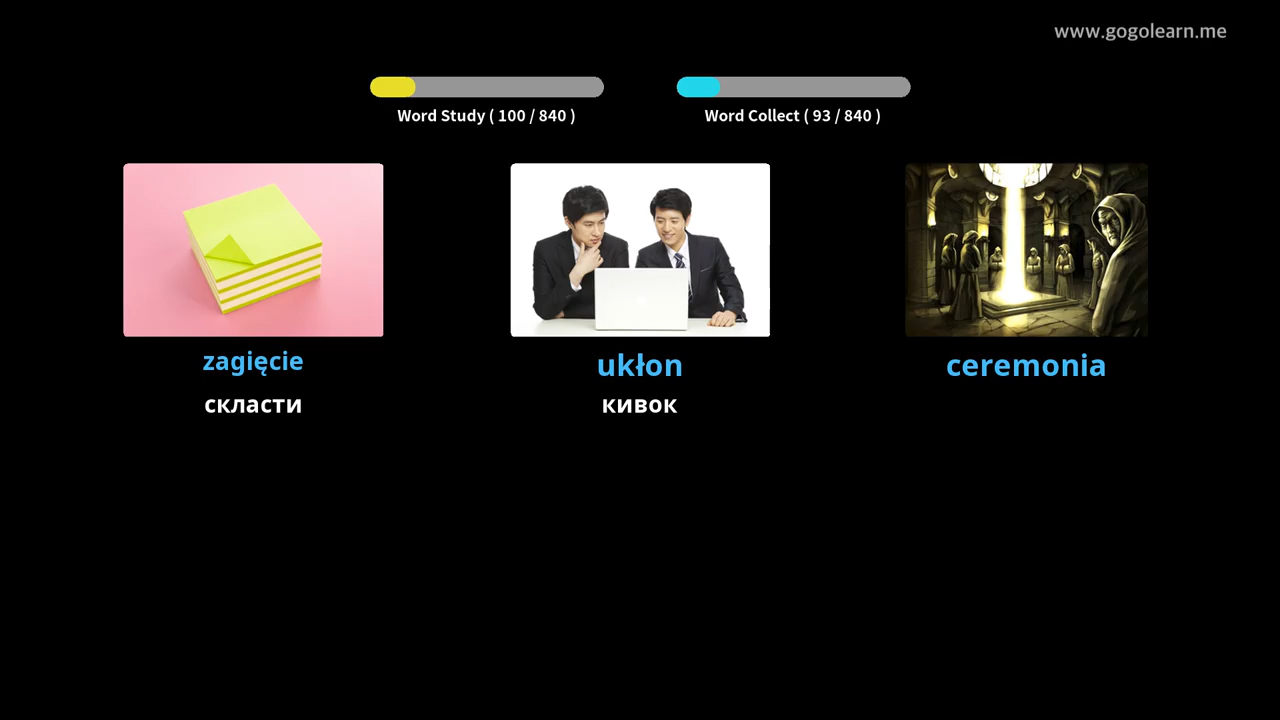 www.gogolearn.me
Word Study ( 100 / 840 )
Word Collect ( 93 / 840 )
zagięcie
скласти
ukłon
кивок
ceremonia